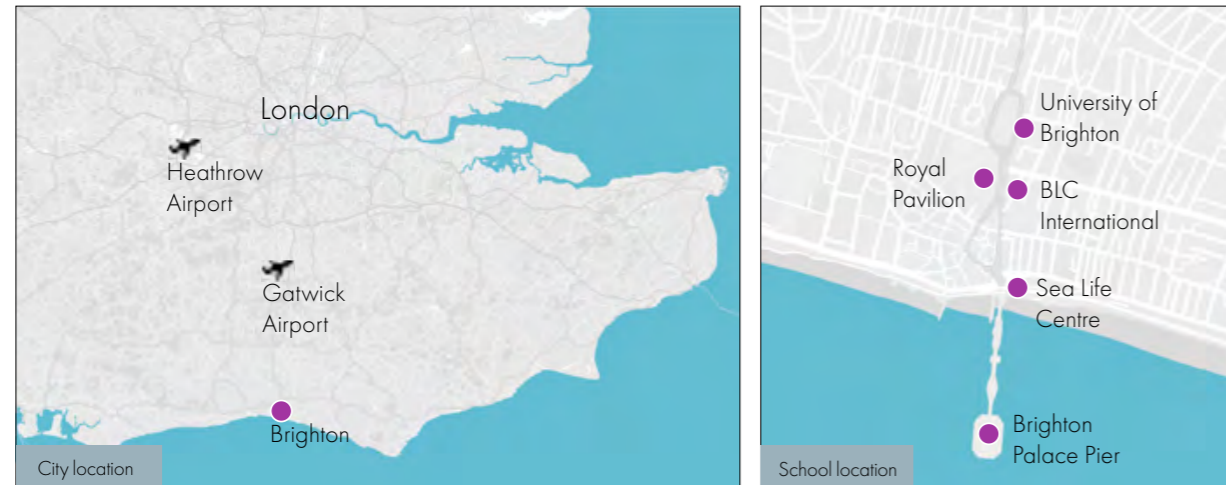 London
Heathrow
Airport
Gatwick
Airport
Brighton
City location
University of
Brighton
Royal
Pavilion
BLC
International
Sea Life
Centre
Brighton
Palace Pier
School location